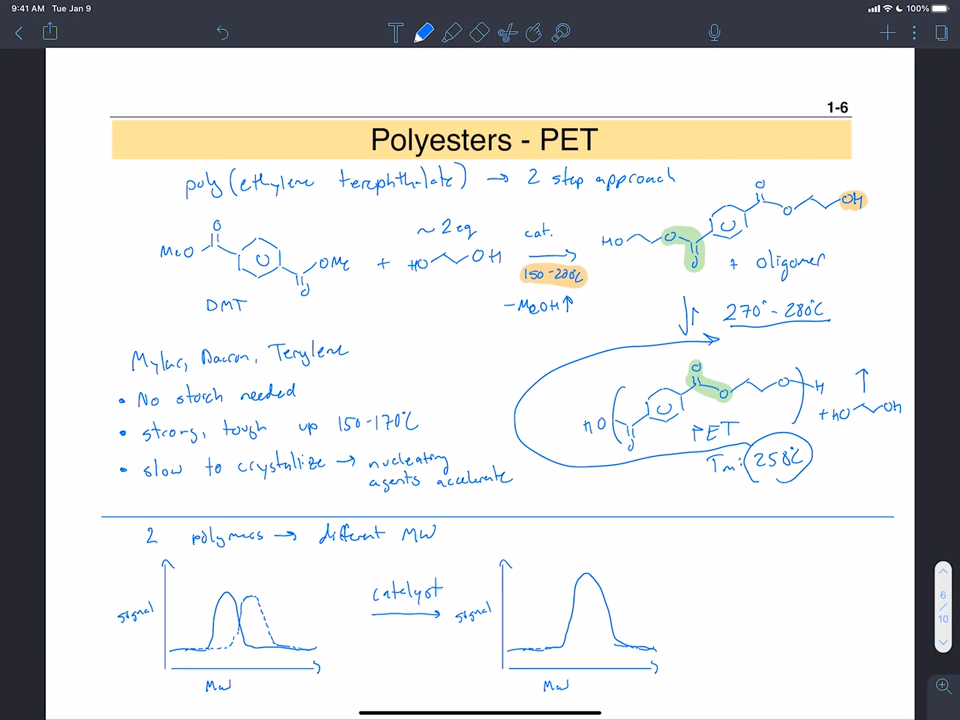 9:41 AM Tue Jan 9
100%
1-6
Polyesters - PET
poly(ethylene terephthalate) → 2 step approach
MeO
O
O
OMe
DMT
+
~ 2 eq
HO
OH
cat.
150-220℃
-MeOH↑
HO
O
O
O
O
OH
+ oligomer
270° - 280℃
Mylar, Dacron, Terylene
• No starch needed
• strong, tough up 150-170℃
• slow to crystallize → nucleating
agents accelerate
HO
O
O
O
O
H
+ HO
OH
PET
Tm: 258℃
2 polymers → different MW
signal
MW
catalyst
signal
MW
6
/
10